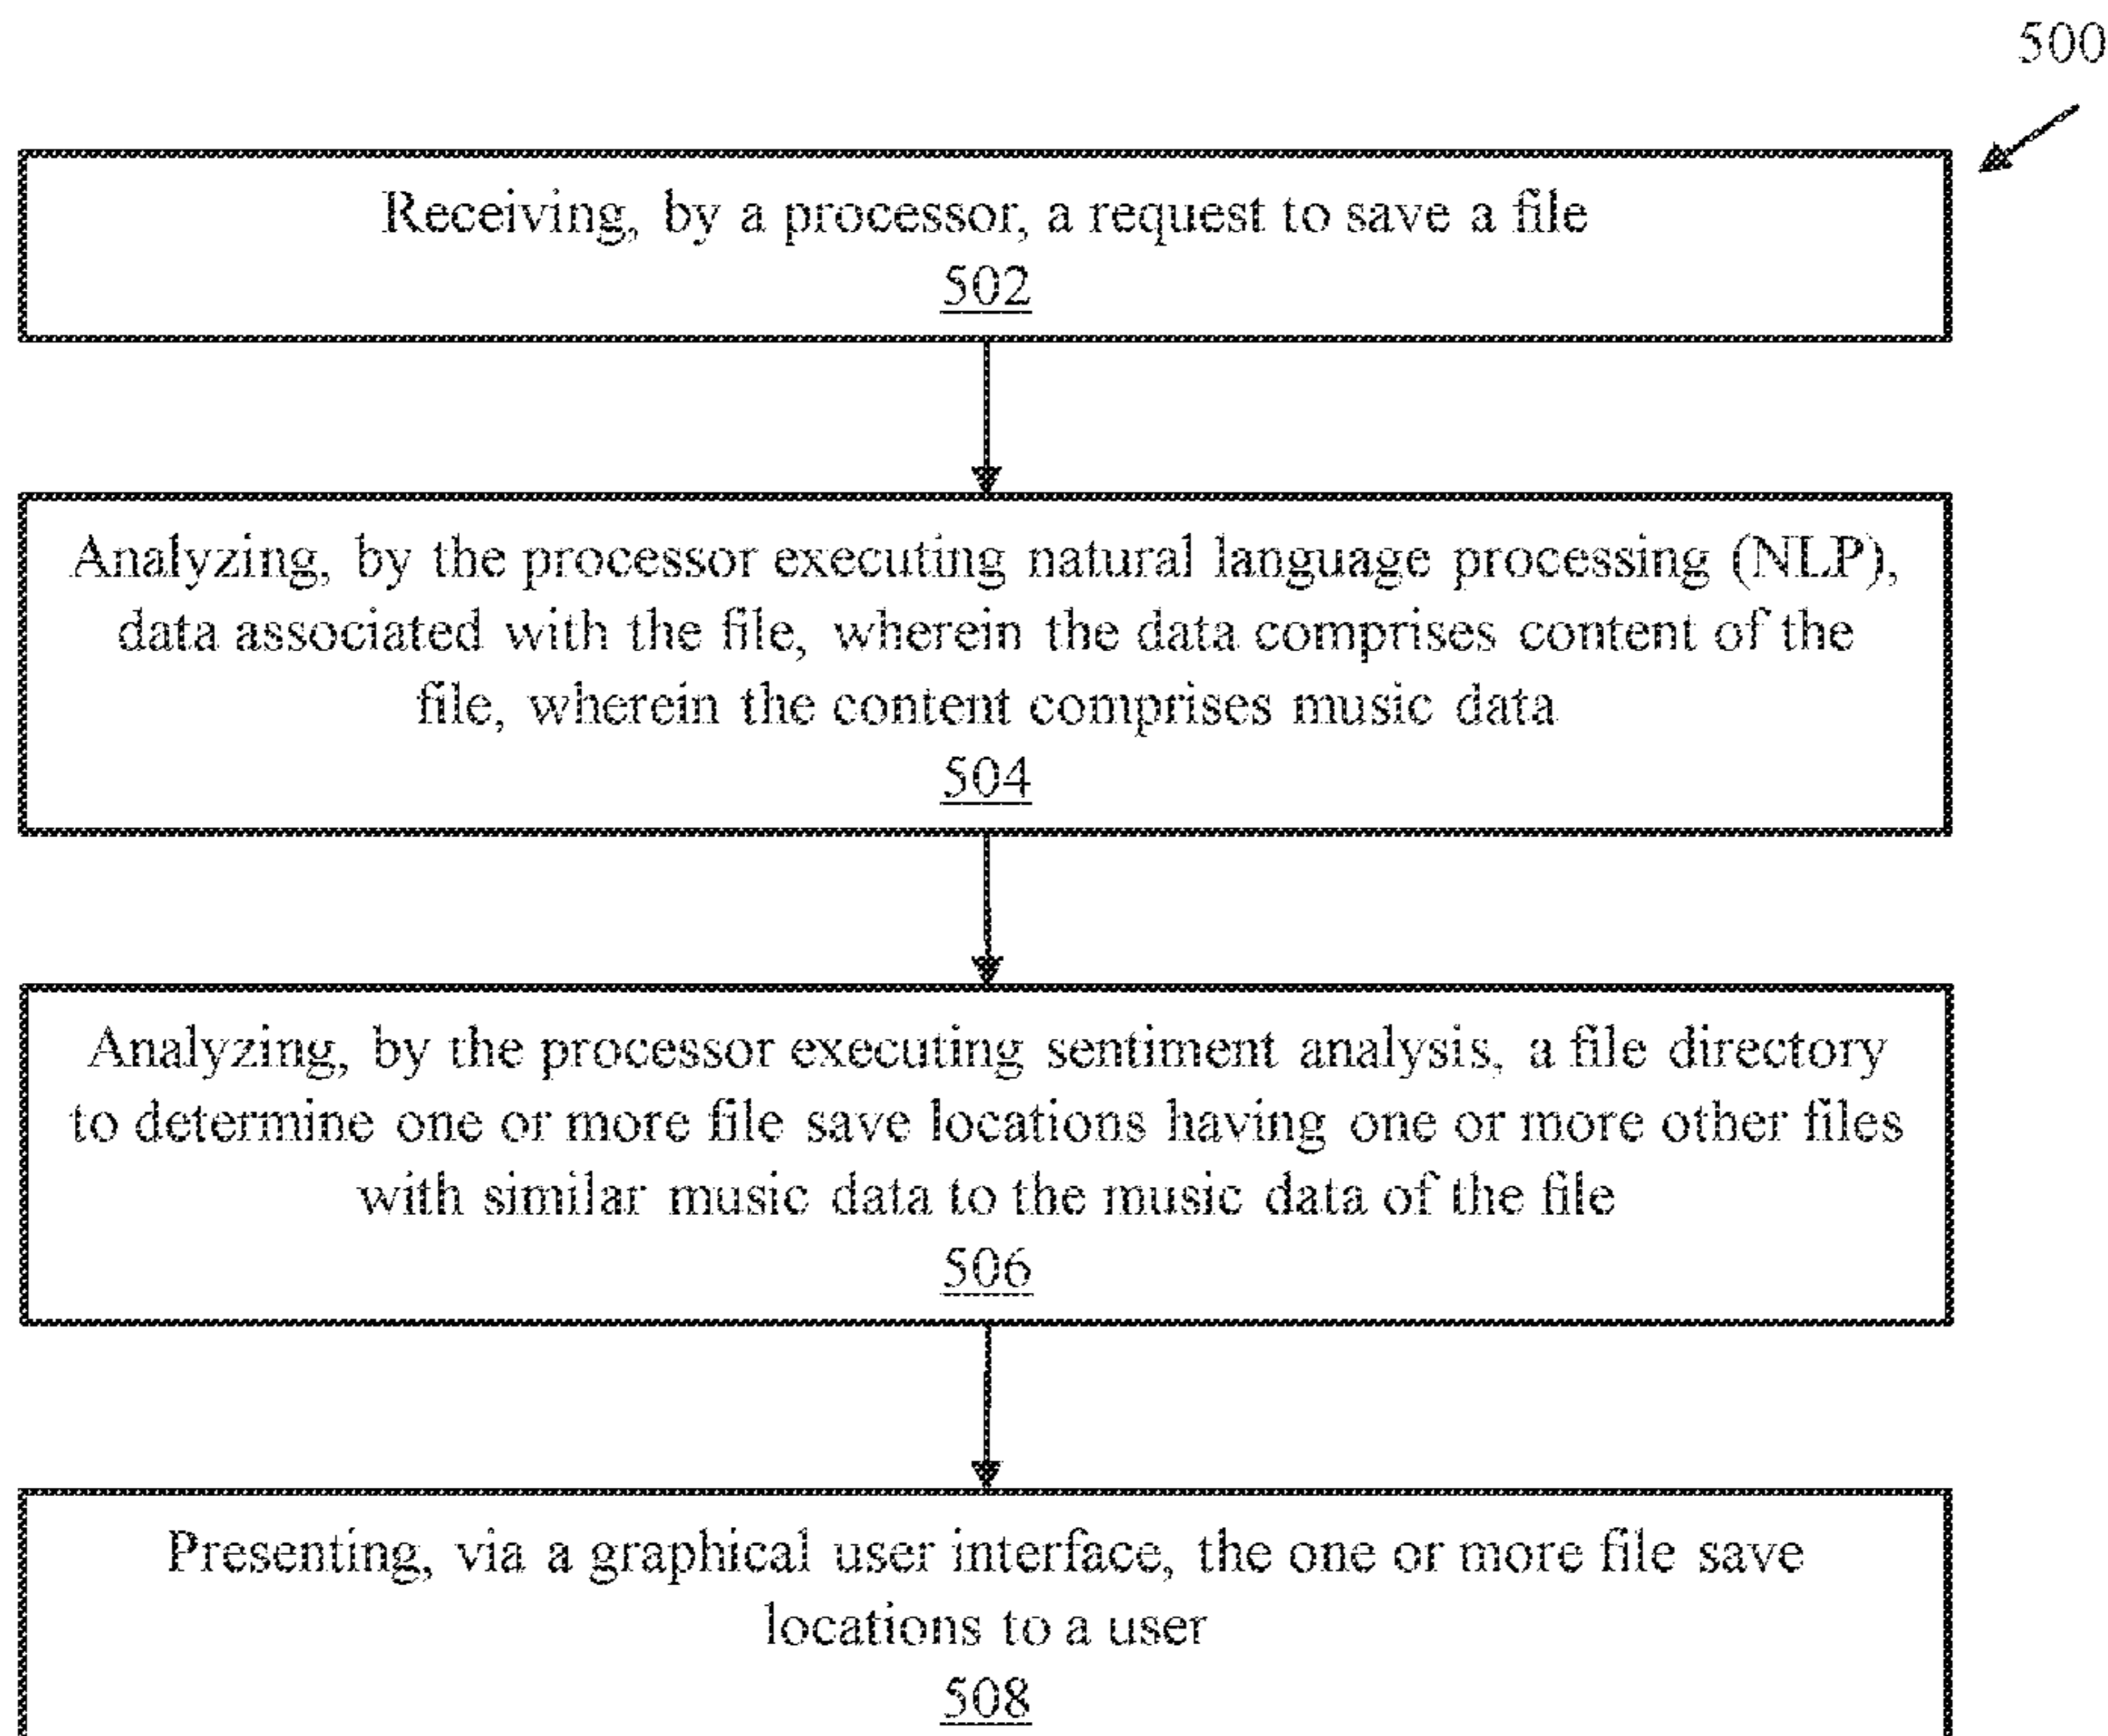 500
Receiving, by a processor, a request to save a file
502
Analyzing, by the processor executing natural language processing (NLP),
data associated with the file, wherein the data comprises content of the
file, wherein the content comprises music data
504
Analyzing, by the processor executing sentiment analysis, a file directory
to determine one or more file save locations having one or more other files
with similar music data to the music data of the file
506
Presenting, via a graphical user interface, the one or more file save
locations to a user
508